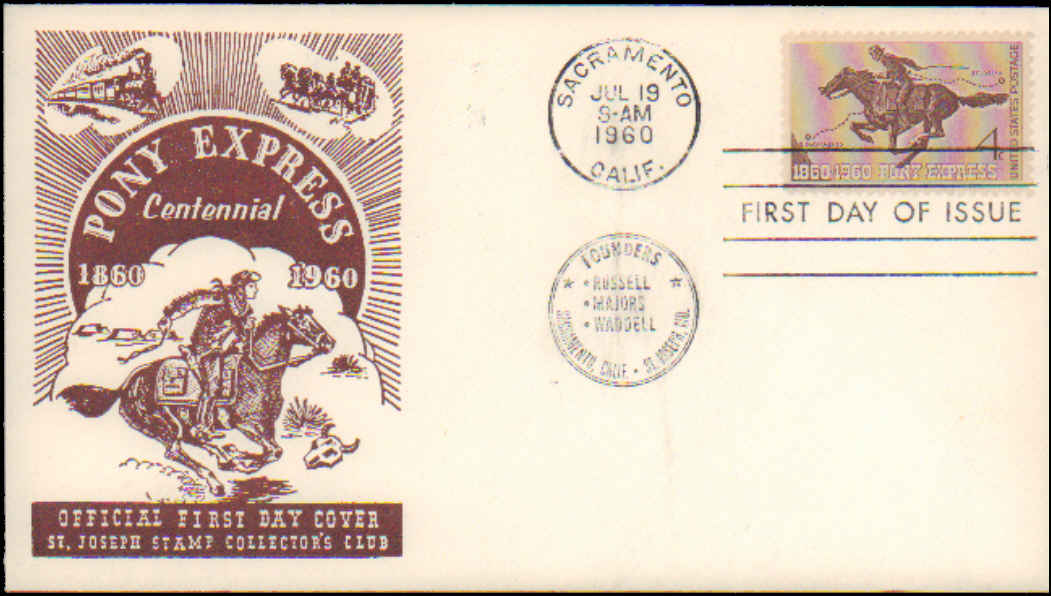 PONY EXPRESS
Centennial
1860 1960
OFFICIAL FIRST DAY COVER
ST. JOSEPH STAMP COLLECTOR'S CLUB
SACRAMENTO
JUL 19
9-AM
1960
CALIF.
FOUNDERS
• RUSSELL
• MAJORS
• WADDELL
SACRAMENTO, CALIF. • ST. JOSEPH, MO.
UNITED STATES POSTAGE
4c
1860-1960 PONY EXPRESS
FIRST DAY OF ISSUE